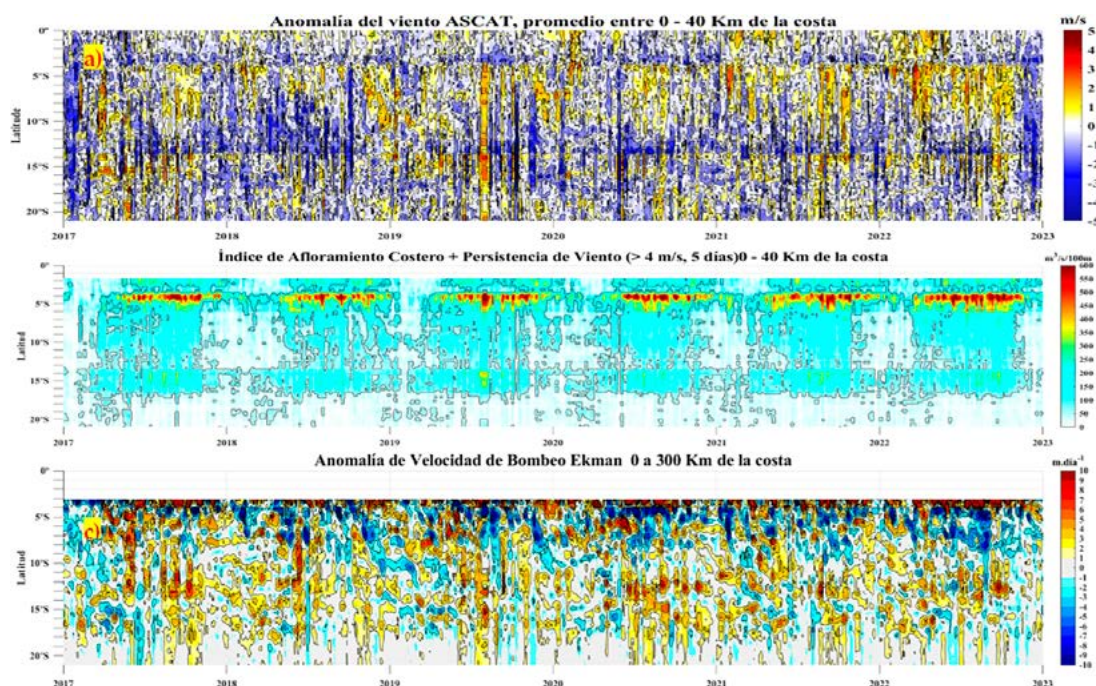 Anomalía del viento ASCAT, promedio entre 0 - 40 Km de la costa
m/s
a)
0°
5°S
10°S
15°S
20°S
Latitude
5
4
3
2
1
0
-1
-2
-3
-4
-5
2017 2018 2019 2020 2021 2022 2023
Índice de Afloramiento Costero + Persistencia de Viento (> 4 m/s, 5 días)0 - 40 Km de la costa
m³/s/100m
0°
5°S
10°S
15°S
20°S
Latitud
600
550
500
450
400
350
300
250
200
150
100
50
0
2017 2018 2019 2020 2021 2022 2023
Anomalía de Velocidad de Bombeo Ekman 0 a 300 Km de la costa
m.día⁻¹
c)
0°
5°S
10°S
15°S
20°S
Latitud
10
9
8
7
6
5
4
3
2
1
0
-1
-2
-3
-4
-5
-6
-7
-8
-9
-10
2017 2018 2019 2020 2021 2022 2023